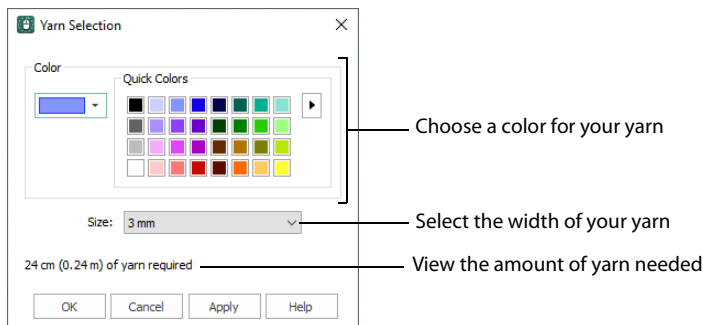 Yarn Selection
Color
Quick Colors
Choose a color for your yarn
Size: 3 mm
Select the width of your yarn
24 cm (0.24 m) of yarn required
View the amount of yarn needed
OK Cancel Apply Help